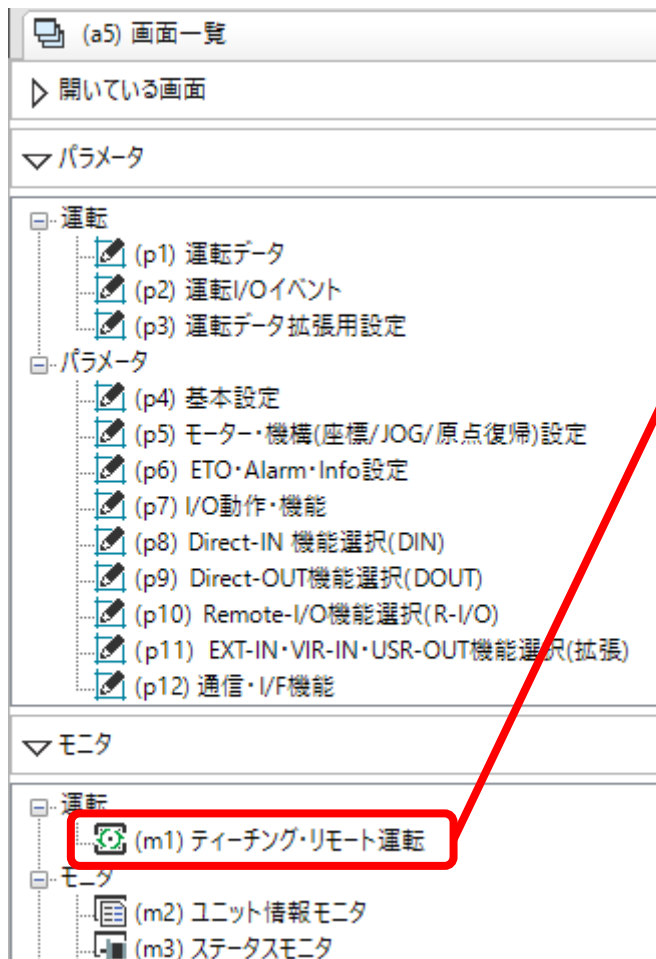 (a5) 画面一覧
開いている画面
パラメータ
運転
(p1) 運転データ
(p2) 運転I/Oイベント
(p3) 運転データ拡張用設定
パラメータ
(p4) 基本設定
(p5) モーター・機構(座標/JOG/原点復帰)設定
(p6) ETO・Alarm・Info設定
(p7) I/O動作・機能
(p8) Direct-IN 機能選択(DIN)
(p9) Direct-OUT機能選択(DOUT)
(p10) Remote-I/O機能選択(R-I/O)
(p11) EXT-IN・VIR-IN・USR-OUT機能選択(拡張)
(p12) 通信・I/F機能
モニタ
運転
(m1) ティーチング・リモート運転
モニタ
(m2) ユニット情報モニタ
(m3) ステータスモニタ